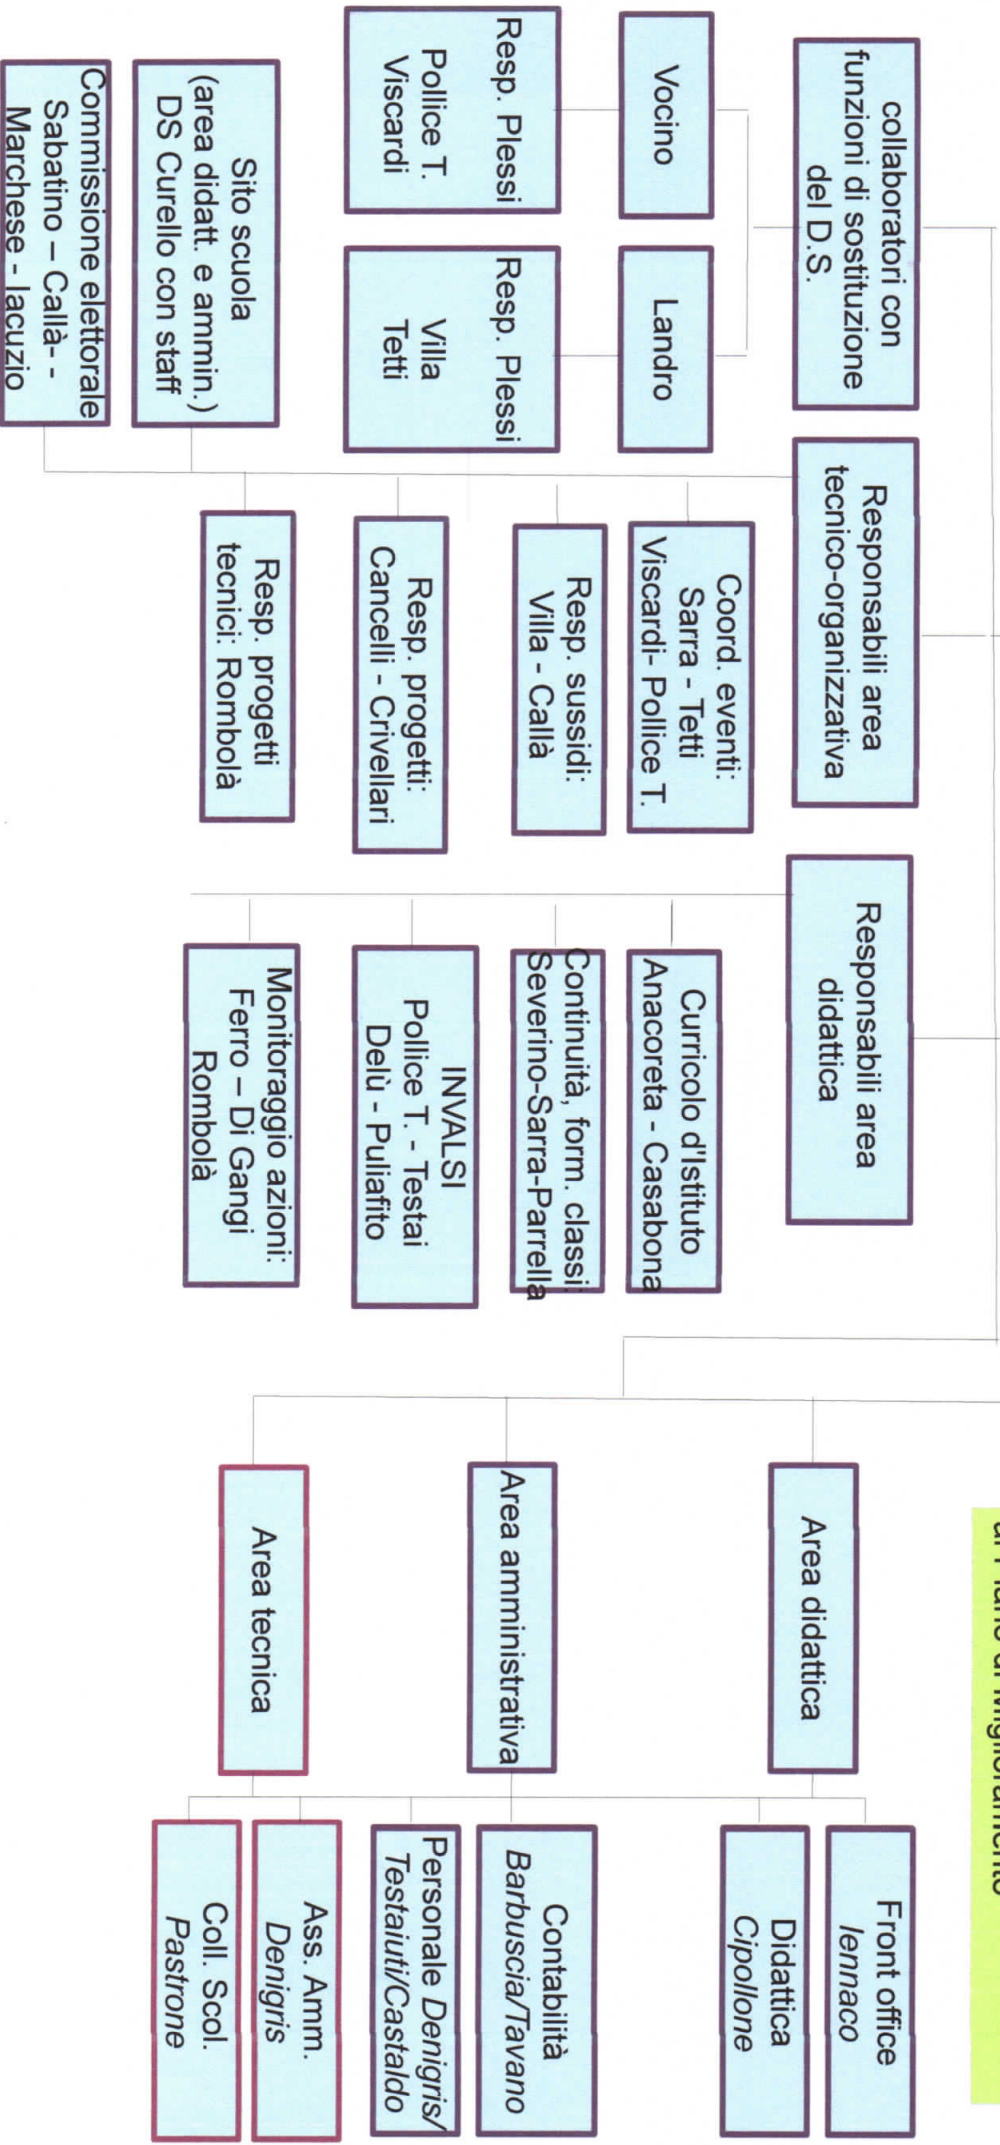 di Piano di Miglioramento
collaboratori con
funzioni di sostituzione
del D.S.
Vocino
Landro
Resp. Plessi
Pollice T.
Viscardi
Resp. Plessi
Villa
Tetti
Sito scuola
(area didatt. e ammin.)
DS Curello con staff
Commissione elettorale
Sabatino – Callà- -
Marchese - Iacuzio
Responsabili area
tecnico-organizzativa
Coord. eventi:
Sarra - Tetti
Viscardi- Pollice T.
Resp. sussidi:
Villa - Callà
Resp. progetti:
Cancelli - Crivellari
Resp. progetti
tecnici: Rombolà
Responsabili area
didattica
Curricolo d'Istituto
Anacoreta - Casabona
Continuità, form. classi:
Severino-Sarra-Parrella
INVALSI
Pollice T. - Testai
Delù - Puliafito
Monitoraggio azioni:
Ferro – Di Gangi
Rombolà
Area didattica
Front office
Iennaco
Didattica
Cipollone
Area amministrativa
Contabilità
Barbuscia/Tavano
Personale Denigris/
Testaiuti/Castaldo
Area tecnica
Ass. Amm.
Denigris
Coll. Scol.
Pastrone